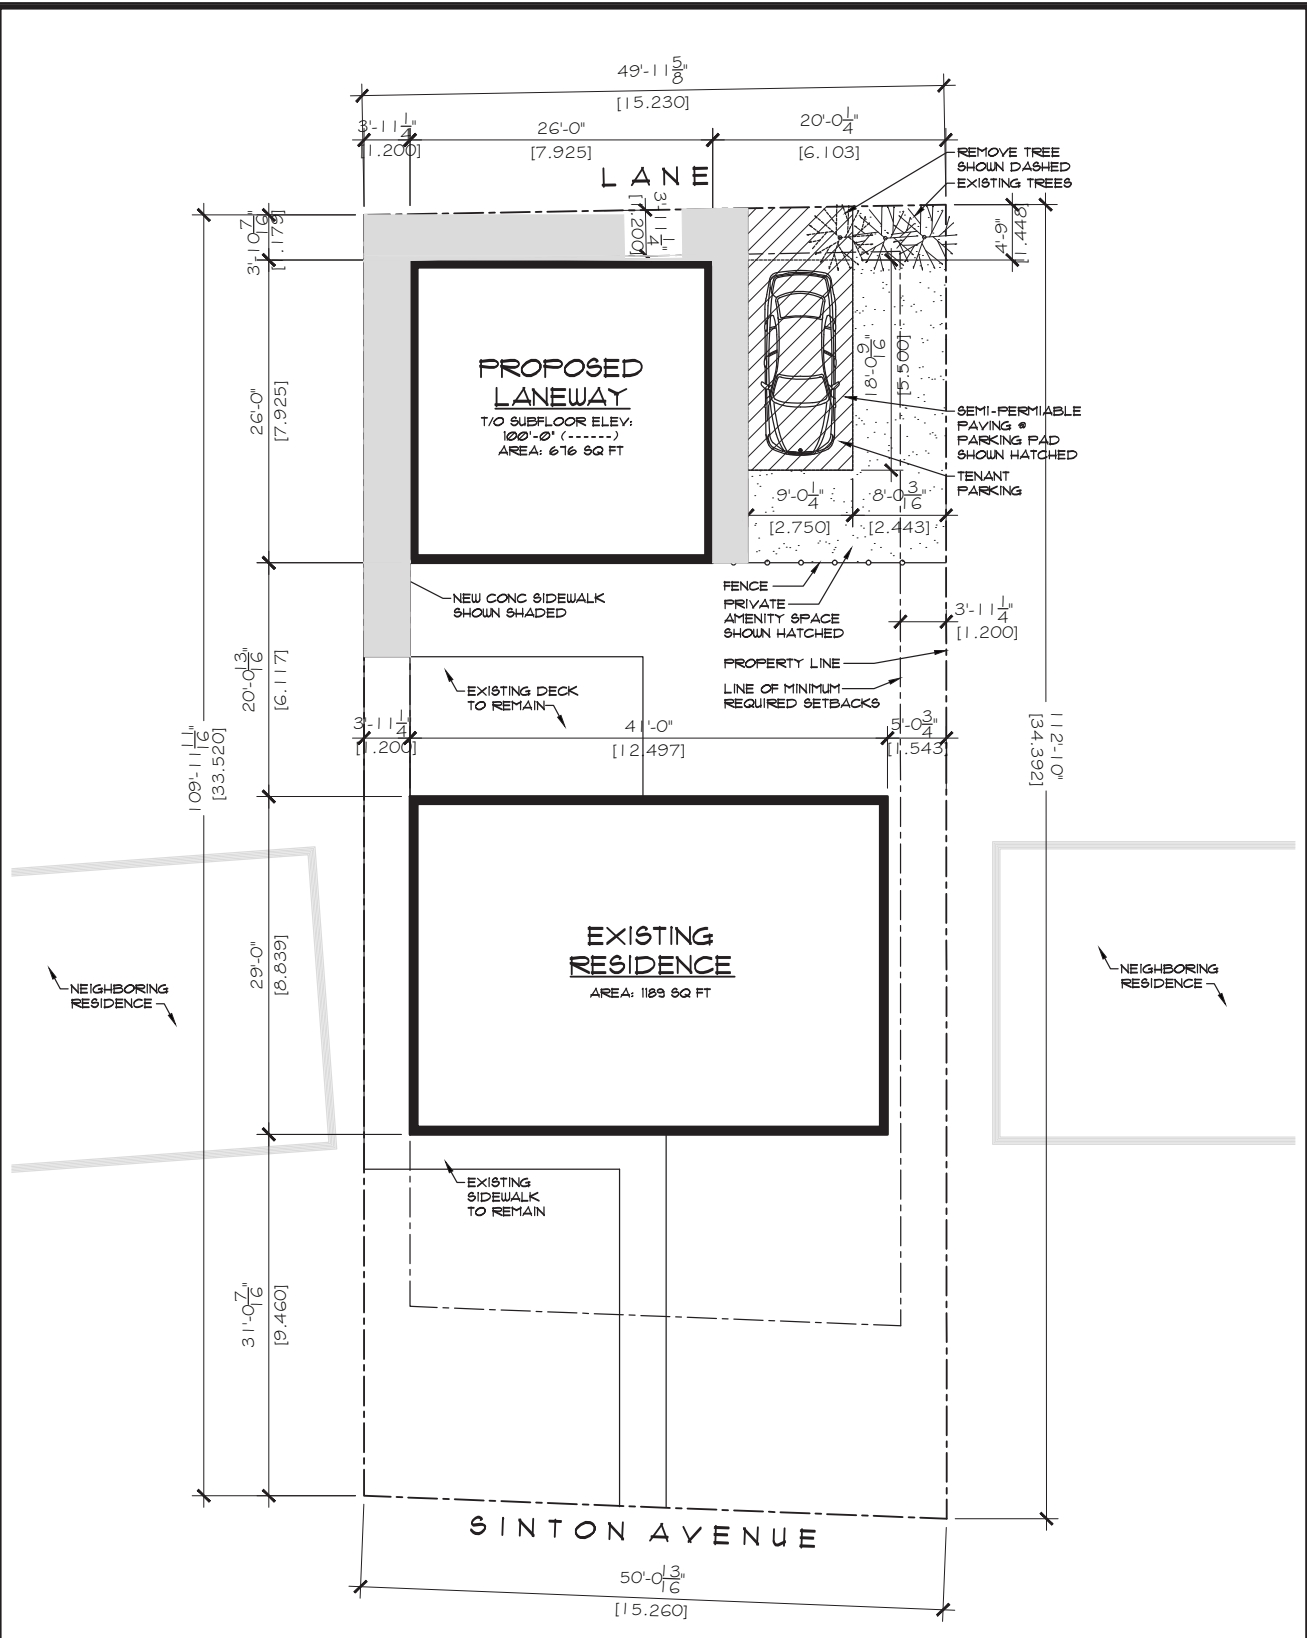 49'-11 5/8"
[15.230]
3'-11 1/4"
[1.200]
26'-0"
[7.925]
20'-0 1/4"
[6.103]
LANE
REMOVE TREE
SHOWN DASHED
EXISTING TREES
3'-10 7/16"
[1.179]
3'-11 1/4"
[1.200]
4'-9"
[1.448]
PROPOSED
LANEWAY
T/O SUBFLOOR ELEV:
100'-0" (------)
AREA: 676 SQ FT
26'-0"
[7.925]
18'-0 9/16"
[5.500]
SEMI-PERMIABLE
PAVING @
PARKING PAD
SHOWN HATCHED
TENANT
PARKING
9'-0 1/4"
[2.750]
8'-0 3/16"
[2.443]
NEW CONC SIDEWALK
SHOWN SHADED
FENCE
PRIVATE
AMENITY SPACE
SHOWN HATCHED
3'-11 1/4"
[1.200]
PROPERTY LINE
LINE OF MINIMUM
REQUIRED SETBACKS
20'-0 13/16"
[6.117]
EXISTING DECK
TO REMAIN
3'-11 1/4"
[1.200]
41'-0"
[12.497]
5'-0 3/4"
[1.543]
109'-11 11/16"
[33.520]
112'-10"
[34.392]
EXISTING
RESIDENCE
AREA: 1189 SQ FT
29'-0"
[8.839]
NEIGHBORING
RESIDENCE
NEIGHBORING
RESIDENCE
EXISTING
SIDEWALK
TO REMAIN
31'-0 7/16"
[9.460]
SINTON AVENUE
50'-0 13/16"
[15.260]